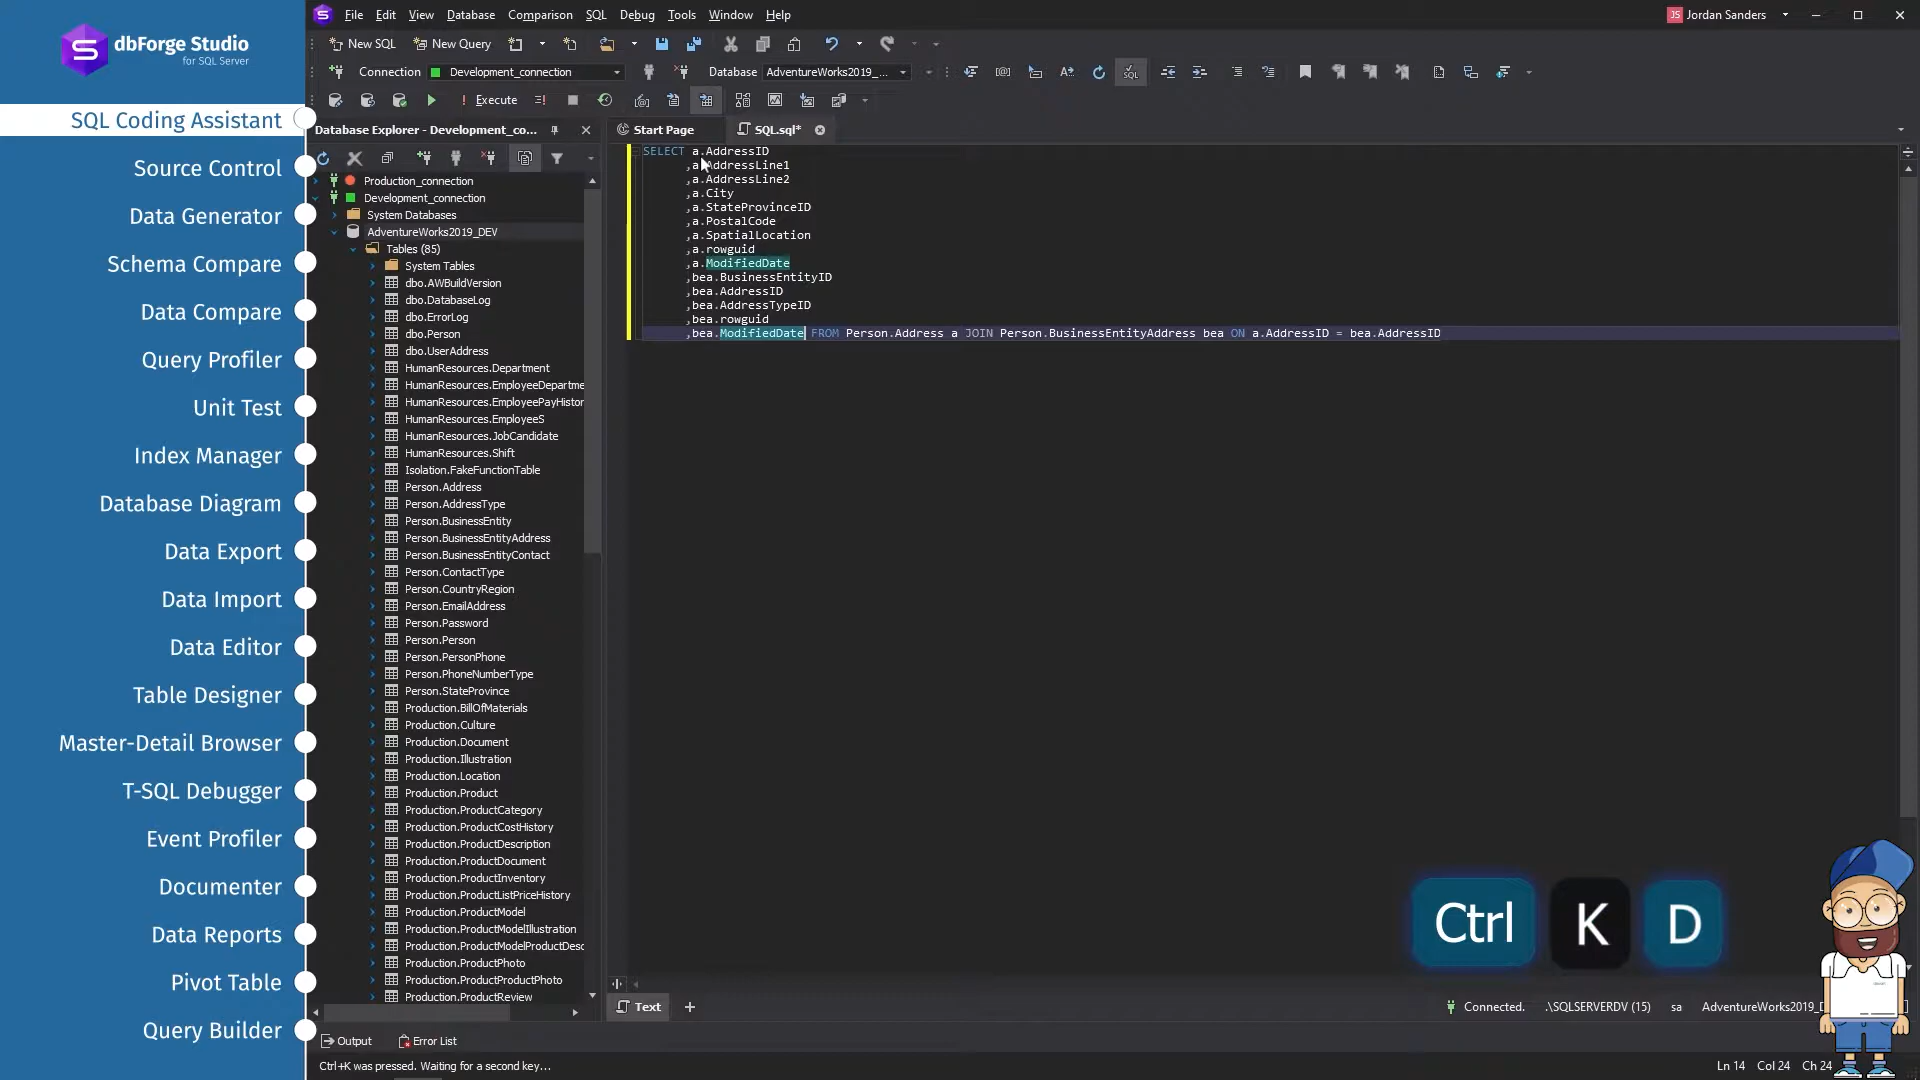 dbForge Studio
for SQL Server
SQL Coding Assistant
Source Control
Data Generator
Schema Compare
Data Compare
Query Profiler
Unit Test
Index Manager
Database Diagram
Data Export
Data Import
Data Editor
Table Designer
Master-Detail Browser
T-SQL Debugger
Event Profiler
Documenter
Data Reports
Pivot Table
Query Builder
File Edit View Database Comparison SQL Debug Tools Window Help
JS Jordan Sanders
New SQL New Query
Connection Development_connection Database AdventureWorks2019_...
Execute
Database Explorer - Development_co...
Production_connection
Development_connection
System Databases
AdventureWorks2019_DEV
Tables (85)
System Tables
dbo.AWBuildVersion
dbo.DatabaseLog
dbo.ErrorLog
dbo.Person
dbo.UserAddress
HumanResources.Department
HumanResources.EmployeeDepartme
HumanResources.EmployeePayHistor
HumanResources.EmployeeS
HumanResources.JobCandidate
HumanResources.Shift
Isolation.FakeFunctionTable
Person.Address
Person.AddressType
Person.BusinessEntity
Person.BusinessEntityAddress
Person.BusinessEntityContact
Person.ContactType
Person.CountryRegion
Person.EmailAddress
Person.Password
Person.Person
Person.PersonPhone
Person.PhoneNumberType
Person.StateProvince
Production.BillOfMaterials
Production.Culture
Production.Document
Production.Illustration
Production.Location
Production.Product
Production.ProductCategory
Production.ProductCostHistory
Production.ProductDescription
Production.ProductDocument
Production.ProductInventory
Production.ProductListPriceHistory
Production.ProductModel
Production.ProductModelIllustration
Production.ProductModelProductDesc
Production.ProductPhoto
Production.ProductProductPhoto
Production.ProductReview
Start Page SQL.sql*
SELECT a.AddressID
,a.AddressLine1
,a.AddressLine2
,a.City
,a.StateProvinceID
,a.PostalCode
,a.SpatialLocation
,a.rowguid
,a.ModifiedDate
,bea.BusinessEntityID
,bea.AddressID
,bea.AddressTypeID
,bea.rowguid
,bea.ModifiedDate FROM Person.Address a JOIN Person.BusinessEntityAddress bea ON a.AddressID = bea.AddressID
Ctrl K D
Text +
Connected. .\SQLSERVERDV (15) sa AdventureWorks2019_
Output Error List
Ctrl+K was pressed. Waiting for a second key...
Ln 14 Col 24 Ch 24